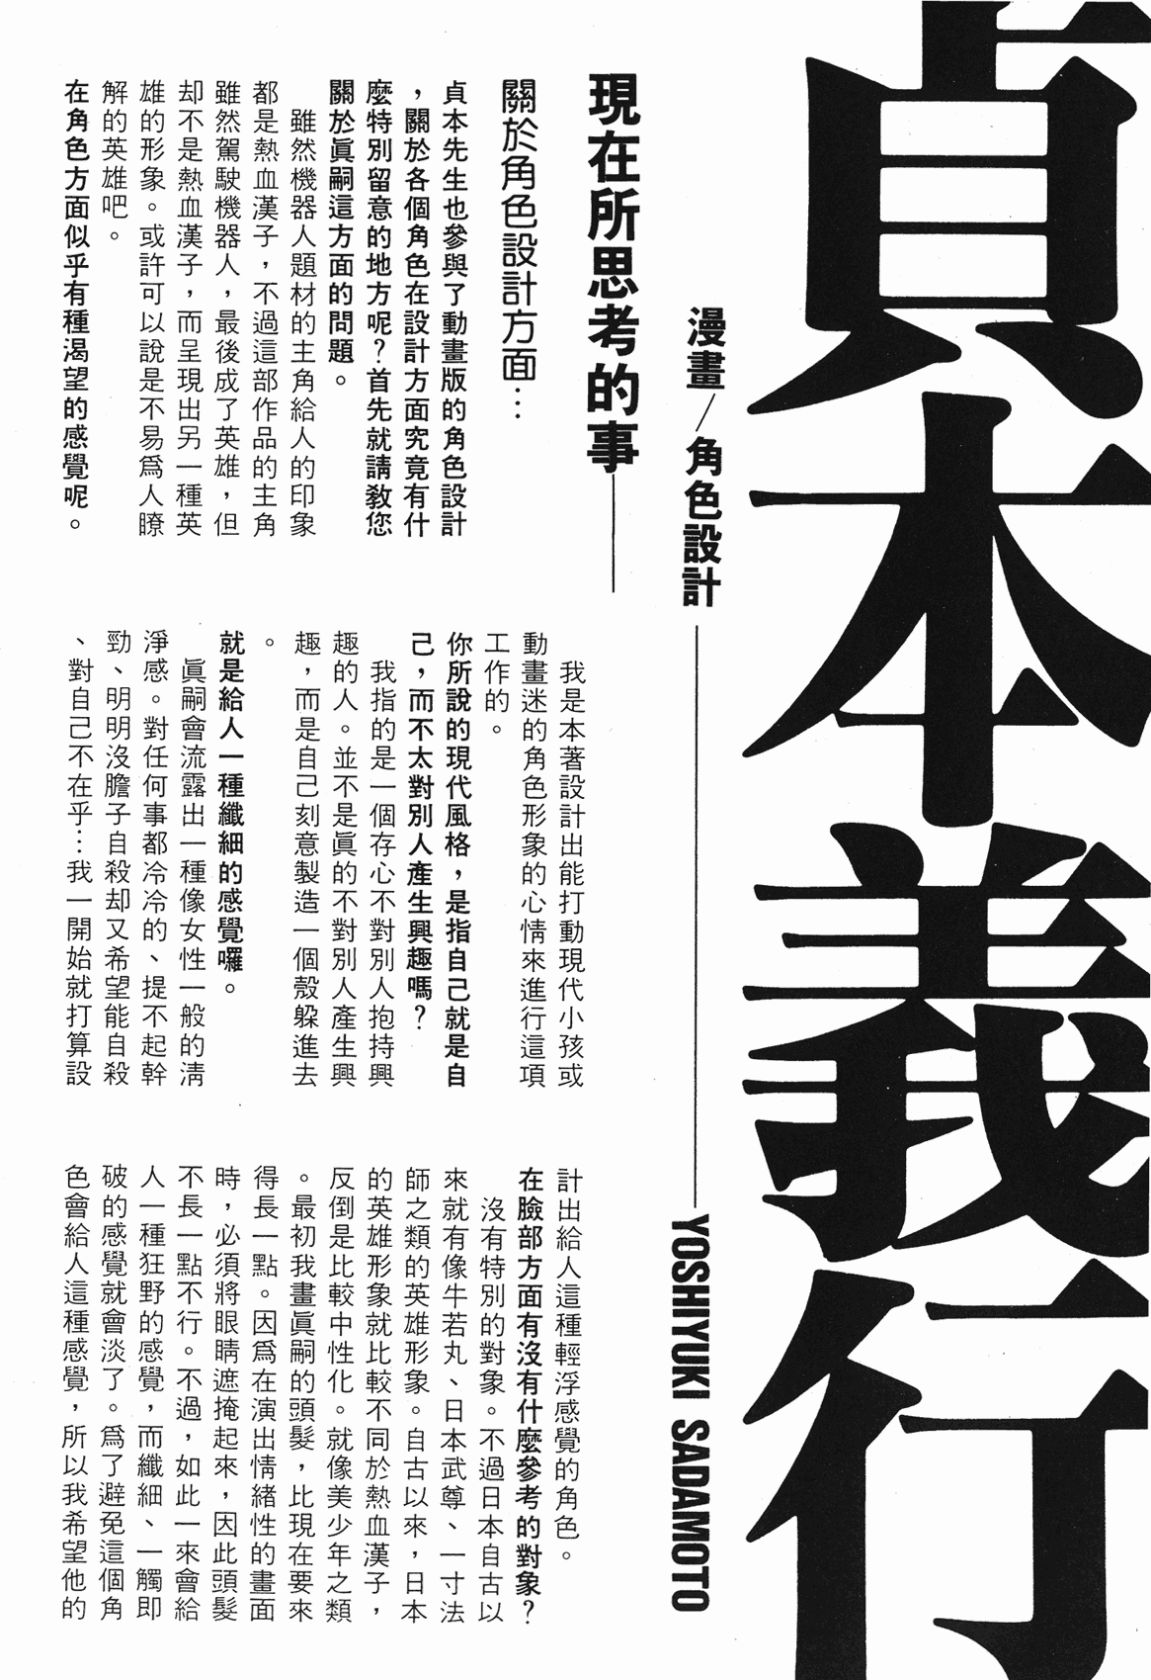 貞本義行
漫畫/角色設計
YOSHIYUKI SADAMOTO
現在所思考的事
關於角色設計方面…
貞本先生也參與了動畫版的角色設計
，關於各個角色在設計方面究竟有什
麼特別留意的地方呢？首先就請教您
關於眞嗣這方面的問題。
雖然機器人題材的主角給人的印象
都是熱血漢子，不過這部作品的主角
雖然駕駛機器人，最後成了英雄，但
却不是熱血漢子，而呈現出另一種英
雄的形象。或許可以說是不易爲人瞭
解的英雄吧。
在角色方面似乎有種渴望的感覺呢。
我是本著設計出能打動現代小孩或
動畫迷的角色形象的心情來進行這項
工作的。
你所說的現代風格，是指自己就是自
己，而不太對別人產生興趣嗎？
我指的是一個存心不對別人抱持興
趣的人。並不是眞的不對別人產生興
趣，而是自己刻意製造一個殼躲進去
。
就是給人一種纖細的感覺囉。
眞嗣會流露出一種像女性一般的清
淨感。對任何事都冷冷的、提不起幹
勁、明明沒膽子自殺却又希望能自殺
、對自己不在乎…我一開始就打算設
計出給人這種輕浮感覺的角色。
在臉部方面有沒有什麼參考的對象？
沒有特別的對象。不過日本自古以
來就有像牛若丸、日本武尊、一寸法
師之類的英雄形象。自古以來，日本
的英雄形象就比較不同於熱血漢子，
反倒是比較中性化。就像美少年之類
。最初我畫眞嗣的頭髮，比現在要來
得長一點。因爲在演出情緒性的畫面
時，必須將眼睛遮掩起來，因此頭髮
不長一點不行。不過，如此一來會給
人一種狂野的感覺，而纖細、一觸即
破的感覺就會淡了。爲了避免這個角
色會給人這種感覺，所以我希望他的